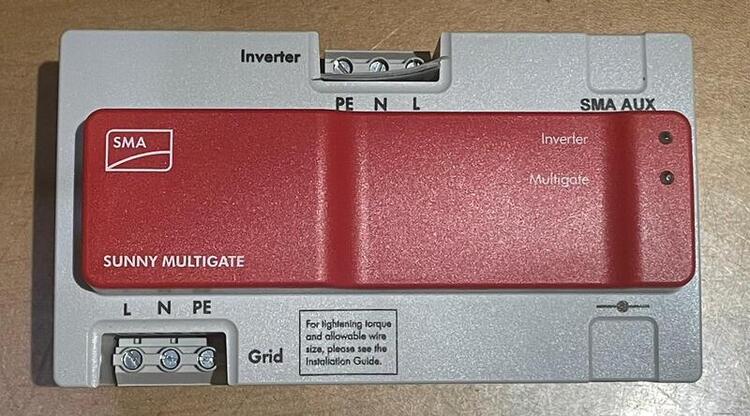 Inverter
PE N L
SMA AUX
SMA
Inverter
Multigate
SUNNY MULTIGATE
L N PE
Grid
For tightening torque
and allowable wire
size, please see the
Installation Guide.